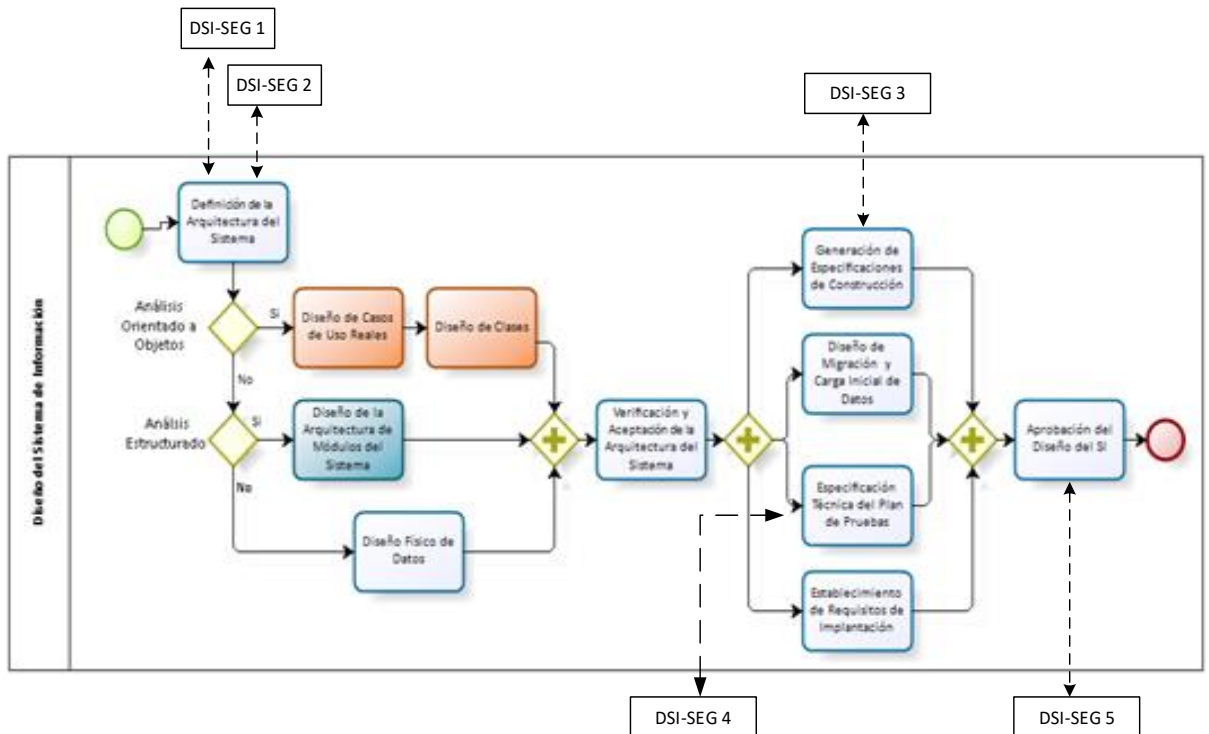 DSI-SEG 1
DSI-SEG 2
DSI-SEG 3
Diseño del Sistema de Información
Definición de la
Arquitectura del
Sistema
Análisis
Orientado a
Objetos
Si
Diseño de Casos
de Uso Reales
Diseño de Clases
No
Análisis
Estructurado
Si
Diseño de la
Arquitectura de
Módulos del
Sistema
No
Diseño Físico de
Datos
Verificación y
Aceptación de la
Arquitectura del
Sistema
Generación de
Especificaciones
de Construcción
Diseño de
Migración y
Carga Inicial de
Datos
Especificación
Técnica del Plan
de Pruebas
Establecimiento
de Requisitos de
Implantación
Aprobación del
Diseño del SI
DSI-SEG 4
DSI-SEG 5